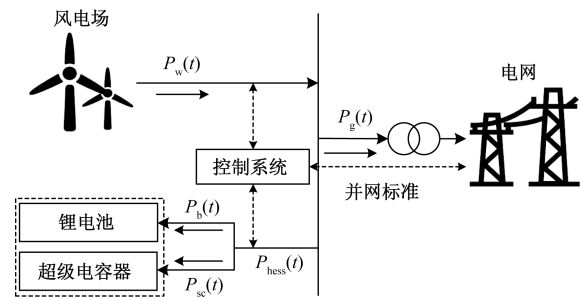 风电场
电网
P_w(t)
P_g(t)
控制系统
并网标准
锂电池
P_b(t)
超级电容器
P_hess(t)
P_sc(t)